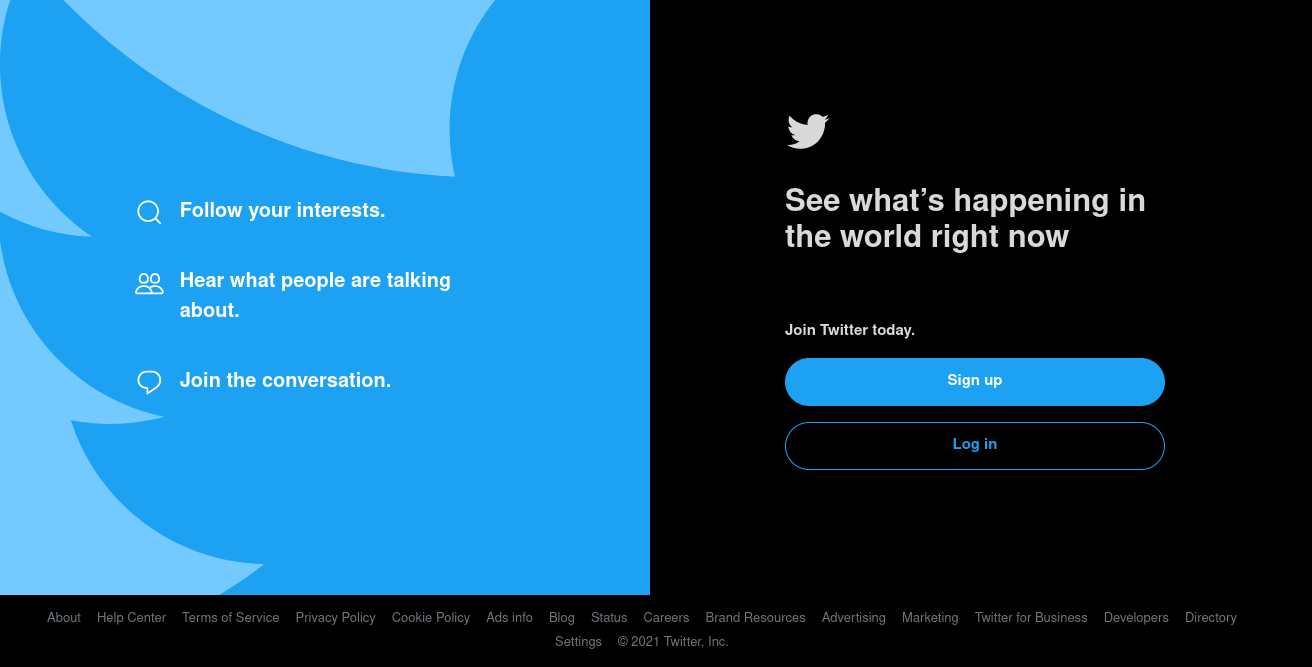 Follow your interests.
Hear what people are talking
about.
Join the conversation.
See what’s happening in
the world right now
Join Twitter today.
Sign up
Log in
About Help Center Terms of Service Privacy Policy Cookie Policy Ads info Blog Status Careers Brand Resources Advertising Marketing Twitter for Business Developers Directory
Settings © 2021 Twitter, Inc.